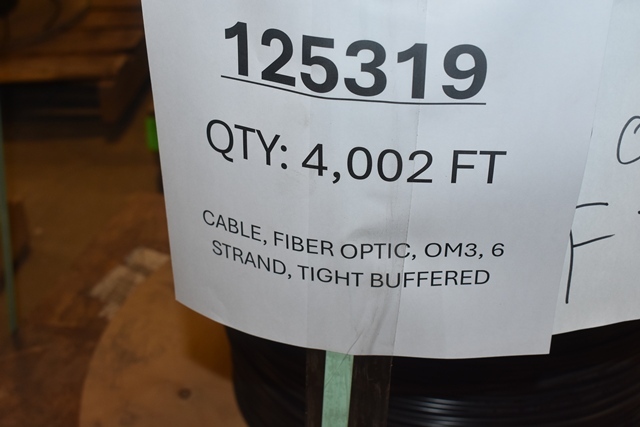 125319
QTY: 4,002 FT
CABLE, FIBER OPTIC, OM3, 6
STRAND, TIGHT BUFFERED
F